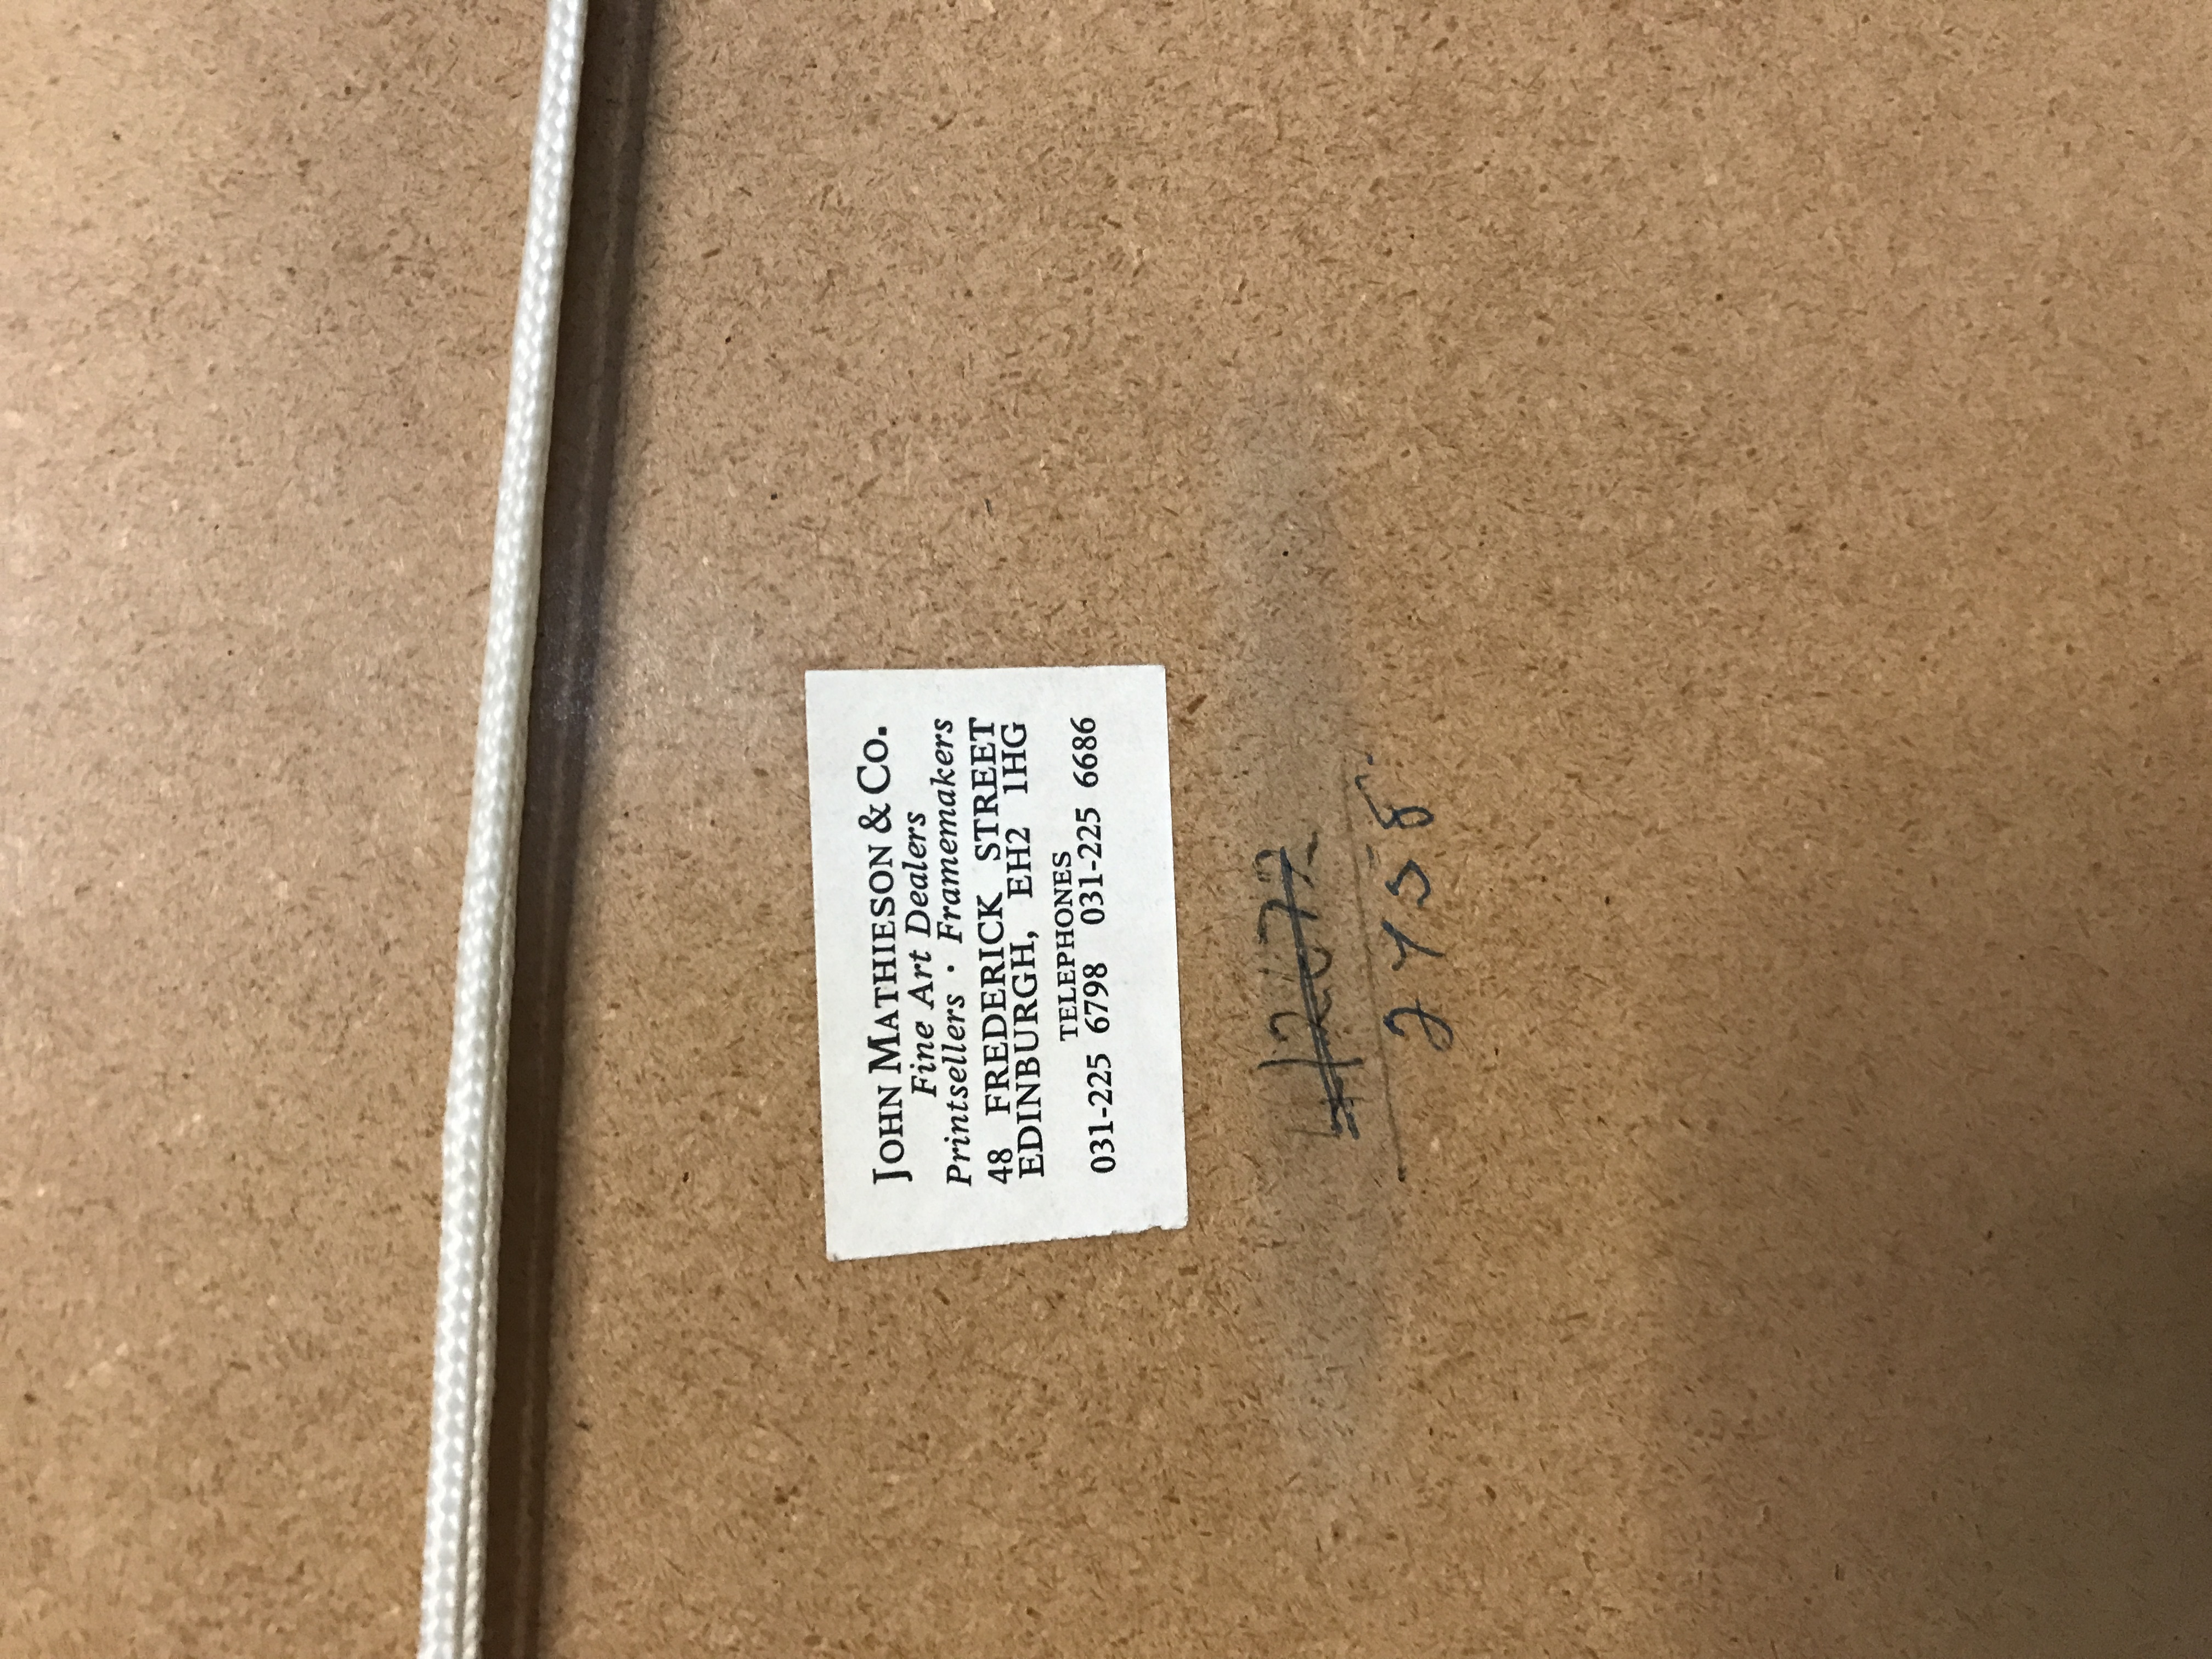 JOHN MATHIESON & CO.
Fine Art Dealers
Printsellers · Framemakers
48 FREDERICK STREET
EDINBURGH, EH2 1HG
TELEPHONES
031-225 6798 031-225 6686